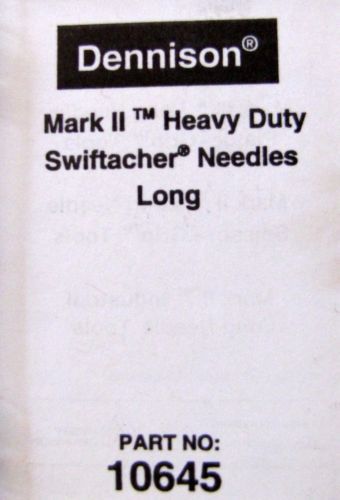 Dennison®
Mark II ™ Heavy Duty
Swiftacher® Needles
Long
PART NO:
10645